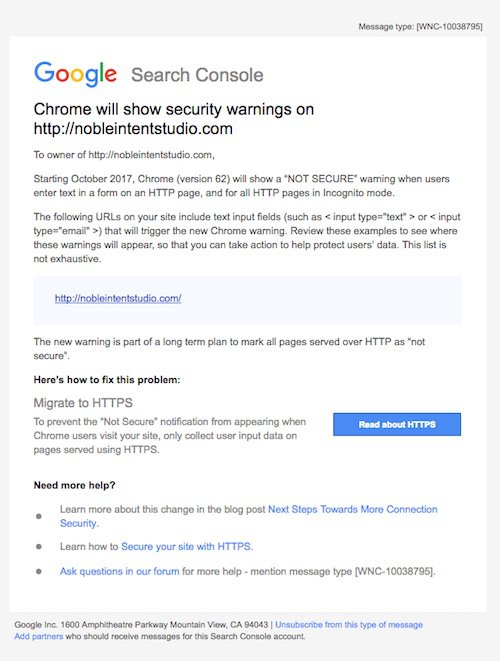 Message type: [WNC-10038795]
Google Search Console
Chrome will show security warnings on
http://nobleintentstudio.com
To owner of http://nobleintentstudio.com,
Starting October 2017, Chrome (version 62) will show a "NOT SECURE" warning when users
enter text in a form on an HTTP page, and for all HTTP pages in Incognito mode.
The following URLs on your site include text input fields (such as < input type="text" > or < input
type="email" >) that will trigger the new Chrome warning. Review these examples to see where
these warnings will appear, so that you can take action to help protect users' data. This list is
not exhaustive.
http://nobleintentstudio.com/
The new warning is part of a long term plan to mark all pages served over HTTP as "not
secure".
Here's how to fix this problem:
Migrate to HTTPS
To prevent the "Not Secure" notification from appearing when
Chrome users visit your site, only collect user input data on
pages served using HTTPS.
Read about HTTPS
Need more help?
Learn more about this change in the blog post Next Steps Towards More Connection
Security.
Learn how to Secure your site with HTTPS.
Ask questions in our forum for more help - mention message type [WNC-10038795].
Google Inc. 1600 Amphitheatre Parkway Mountain View, CA 94043 | Unsubscribe from this type of message
Add partners who should receive messages for this Search Console account.